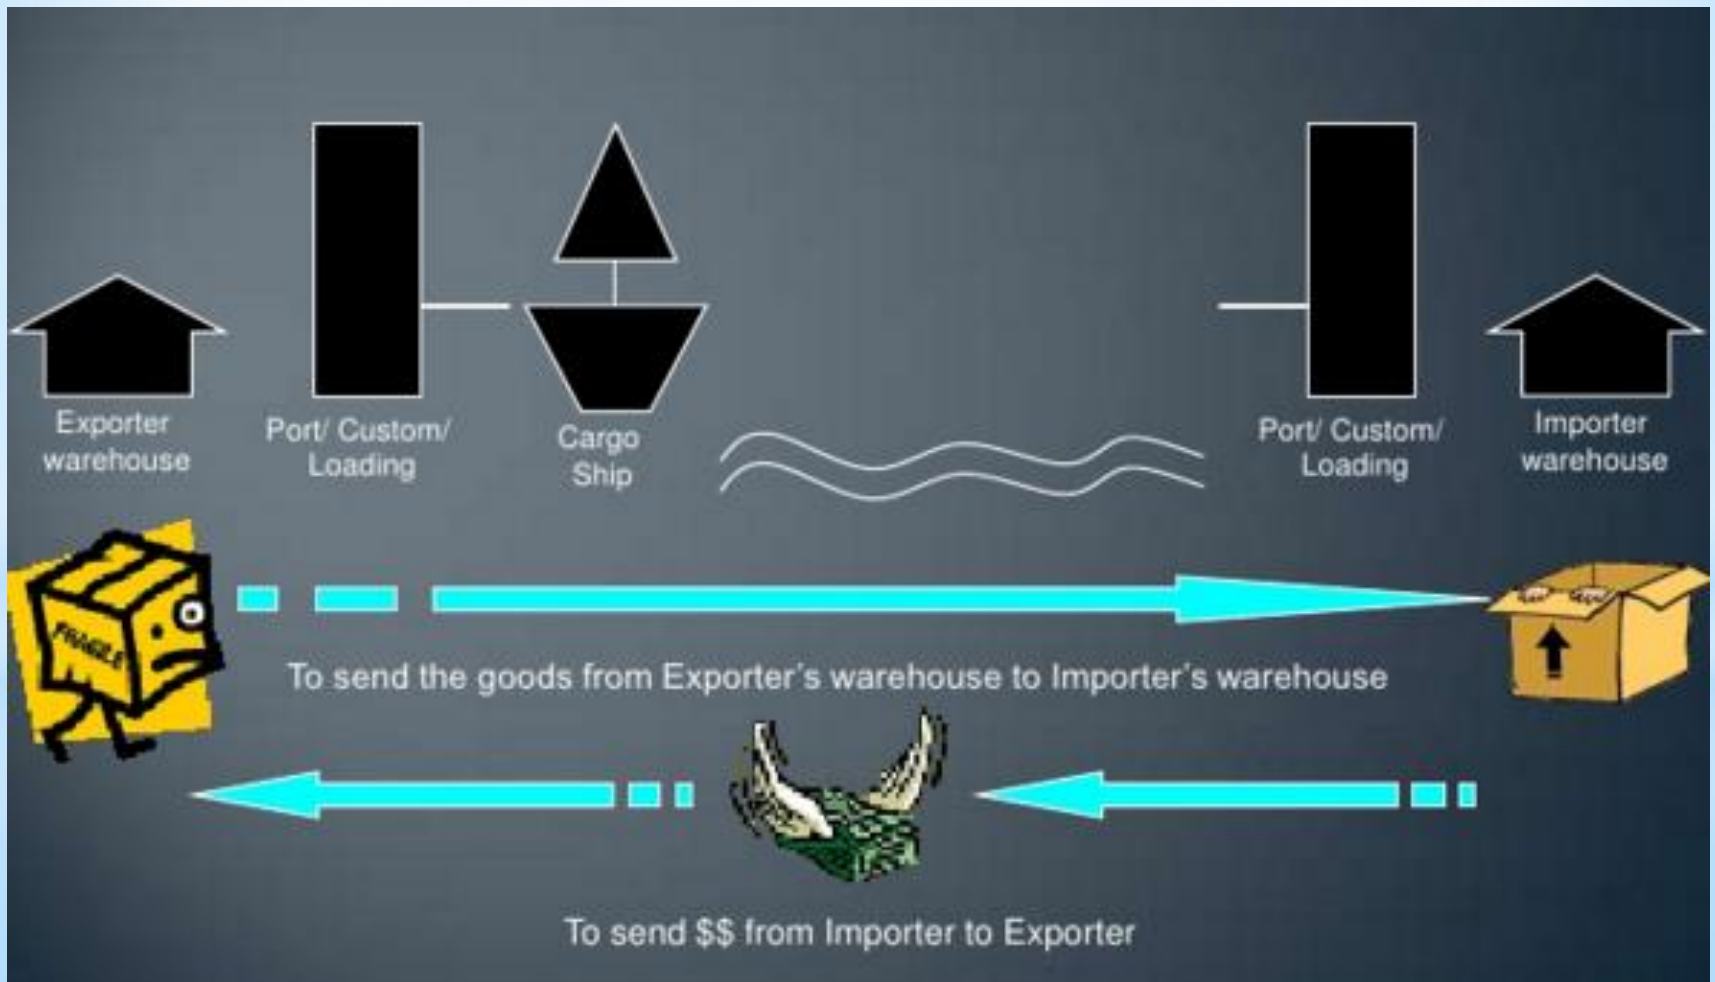 Exporter
warehouse
Port/ Custom/
Loading
Cargo
Ship
Port/ Custom/
Loading
Importer
warehouse
FRAGILE
To send the goods from Exporter's warehouse to Importer's warehouse
To send $$ from Importer to Exporter